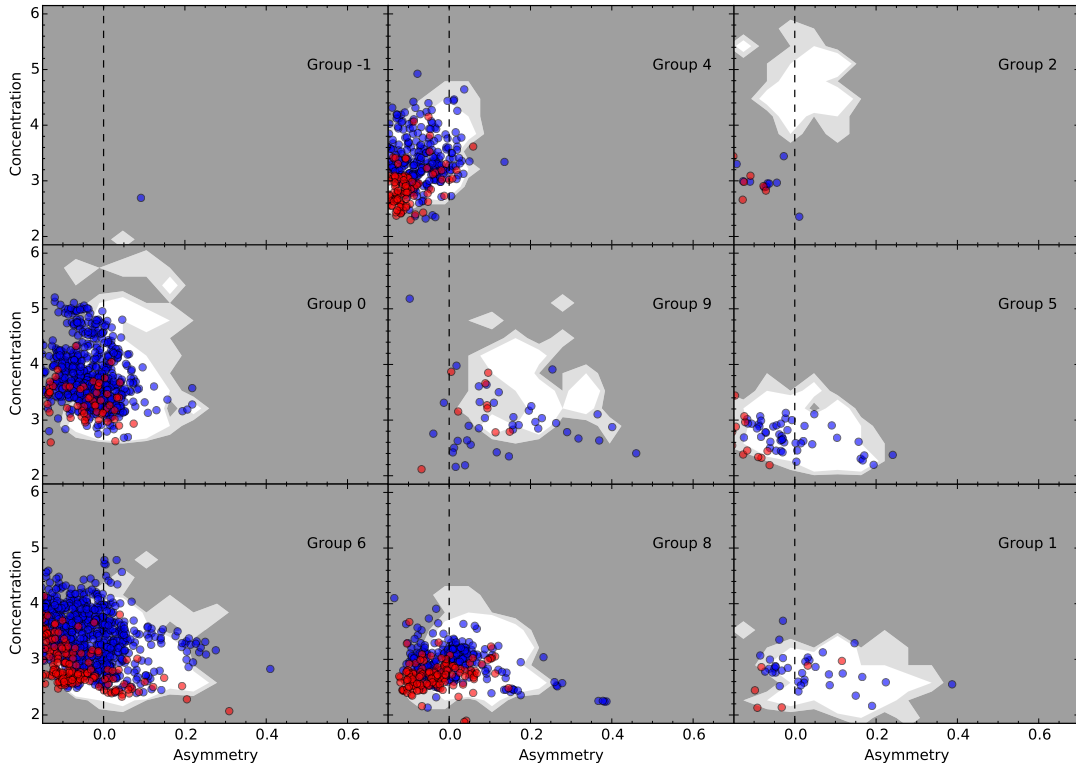 6
5
4
3
2
Concentration
Group -1
Group 4
Group 2
6
5
4
3
2
Concentration
Group 0
Group 9
Group 5
6
5
4
3
2
Concentration
Group 6
Group 8
Group 1
0.0 0.2 0.4 0.6 0.0 0.2 0.4 0.6 0.0 0.2 0.4 0.6
Asymmetry Asymmetry Asymmetry